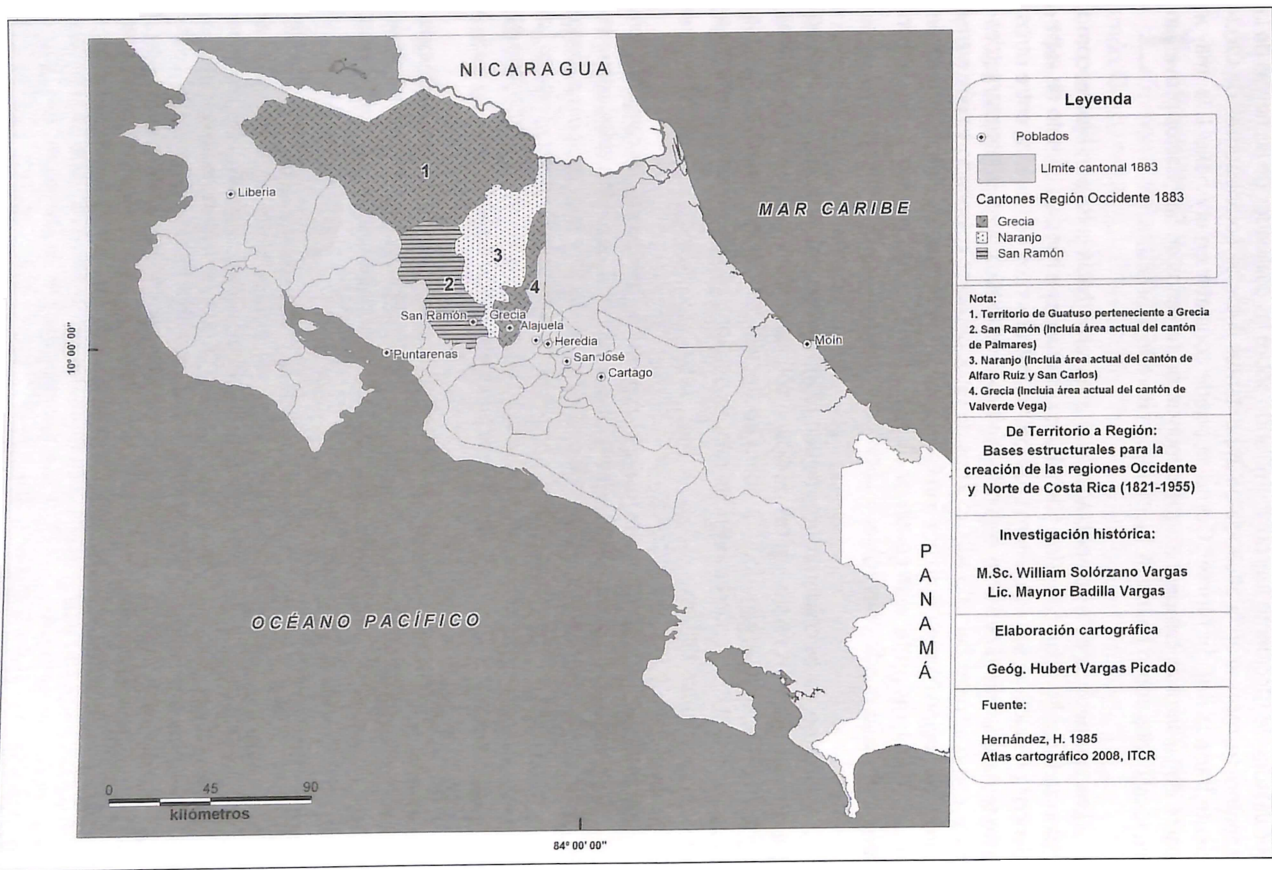 NICARAGUA
MAR CARIBE
OCÉANO PACÍFICO
PANAMÁ
1
2
3
4
Liberia
San Ramón
Grecia
Alajuela
Heredia
San José
Cartago
Puntarenas
Moín
10° 00' 00"
84° 00' 00"
0 45 90
kilómetros
Leyenda
Poblados
Límite cantonal 1883
Cantones Región Occidente 1883
Grecia
Naranjo
San Ramón
Nota:
1. Territorio de Guatuso perteneciente a Grecia
2. San Ramón (Incluía área actual del cantón
de Palmares)
3. Naranjo (Incluia área actual del cantón de
Alfaro Ruiz y San Carlos)
4. Grecia (Incluia área actual del cantón de
Valverde Vega)
De Territorio a Región:
Bases estructurales para la
creación de las regiones Occidente
y Norte de Costa Rica (1821-1955)
Investigación histórica:
M.Sc. William Solórzano Vargas
Lic. Maynor Badilla Vargas
Elaboración cartográfica
Geóg. Hubert Vargas Picado
Fuente:
Hernández, H. 1985
Atlas cartográfico 2008, ITCR